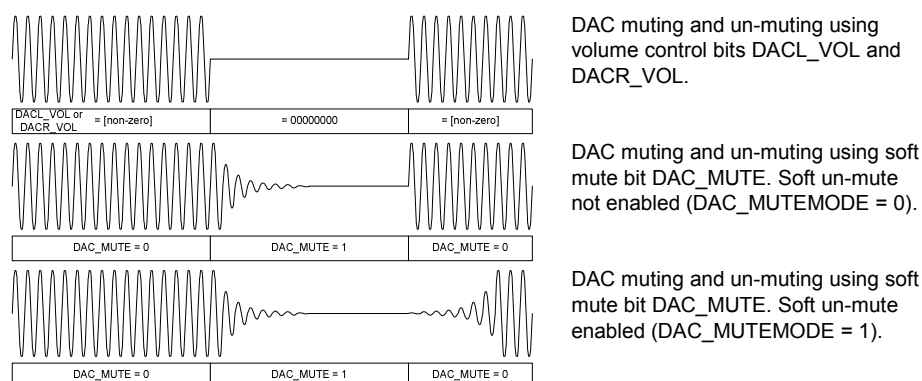 DAC muting and un-muting using
volume control bits DACL_VOL and
DACR_VOL.
DACL_VOL or
DACR_VOL
= [non-zero]
= 00000000
= [non-zero]
DAC muting and un-muting using soft
mute bit DAC_MUTE. Soft un-mute
not enabled (DAC_MUTEMODE = 0).
DAC_MUTE = 0
DAC_MUTE = 1
DAC_MUTE = 0
DAC muting and un-muting using soft
mute bit DAC_MUTE. Soft un-mute
enabled (DAC_MUTEMODE = 1).
DAC_MUTE = 0
DAC_MUTE = 1
DAC_MUTE = 0